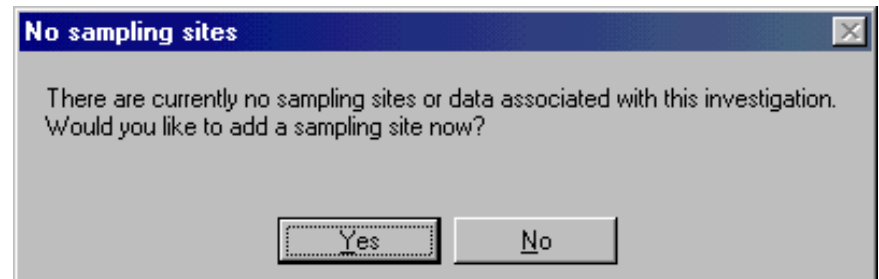 No sampling sites
There are currently no sampling sites or data associated with this investigation.
Would you like to add a sampling site now?
Yes No